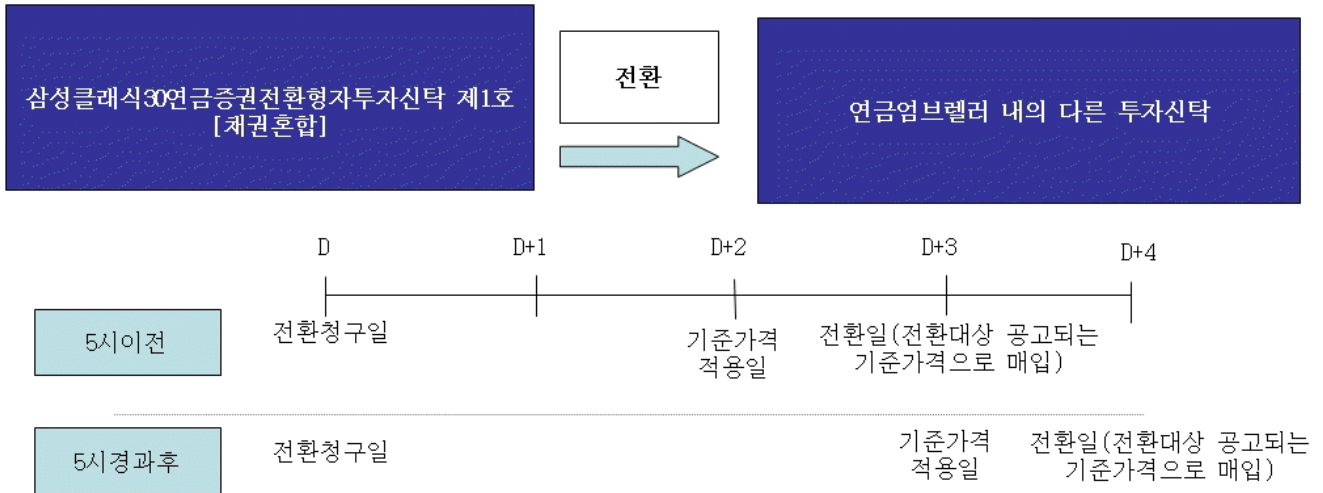 삼성클래식30연금증권전환형자투자신탁 제1호
[채권혼합]
전환
연금엄브렐러 내의 다른 투자신탁
D
D+1
D+2
D+3
D+4
5시이전
전환청구일
기준가격
적용일
전환일(전환대상 공고되는
기준가격으로 매입)
5시경과후
전환청구일
기준가격
적용일
전환일(전환대상 공고되는
기준가격으로 매입)